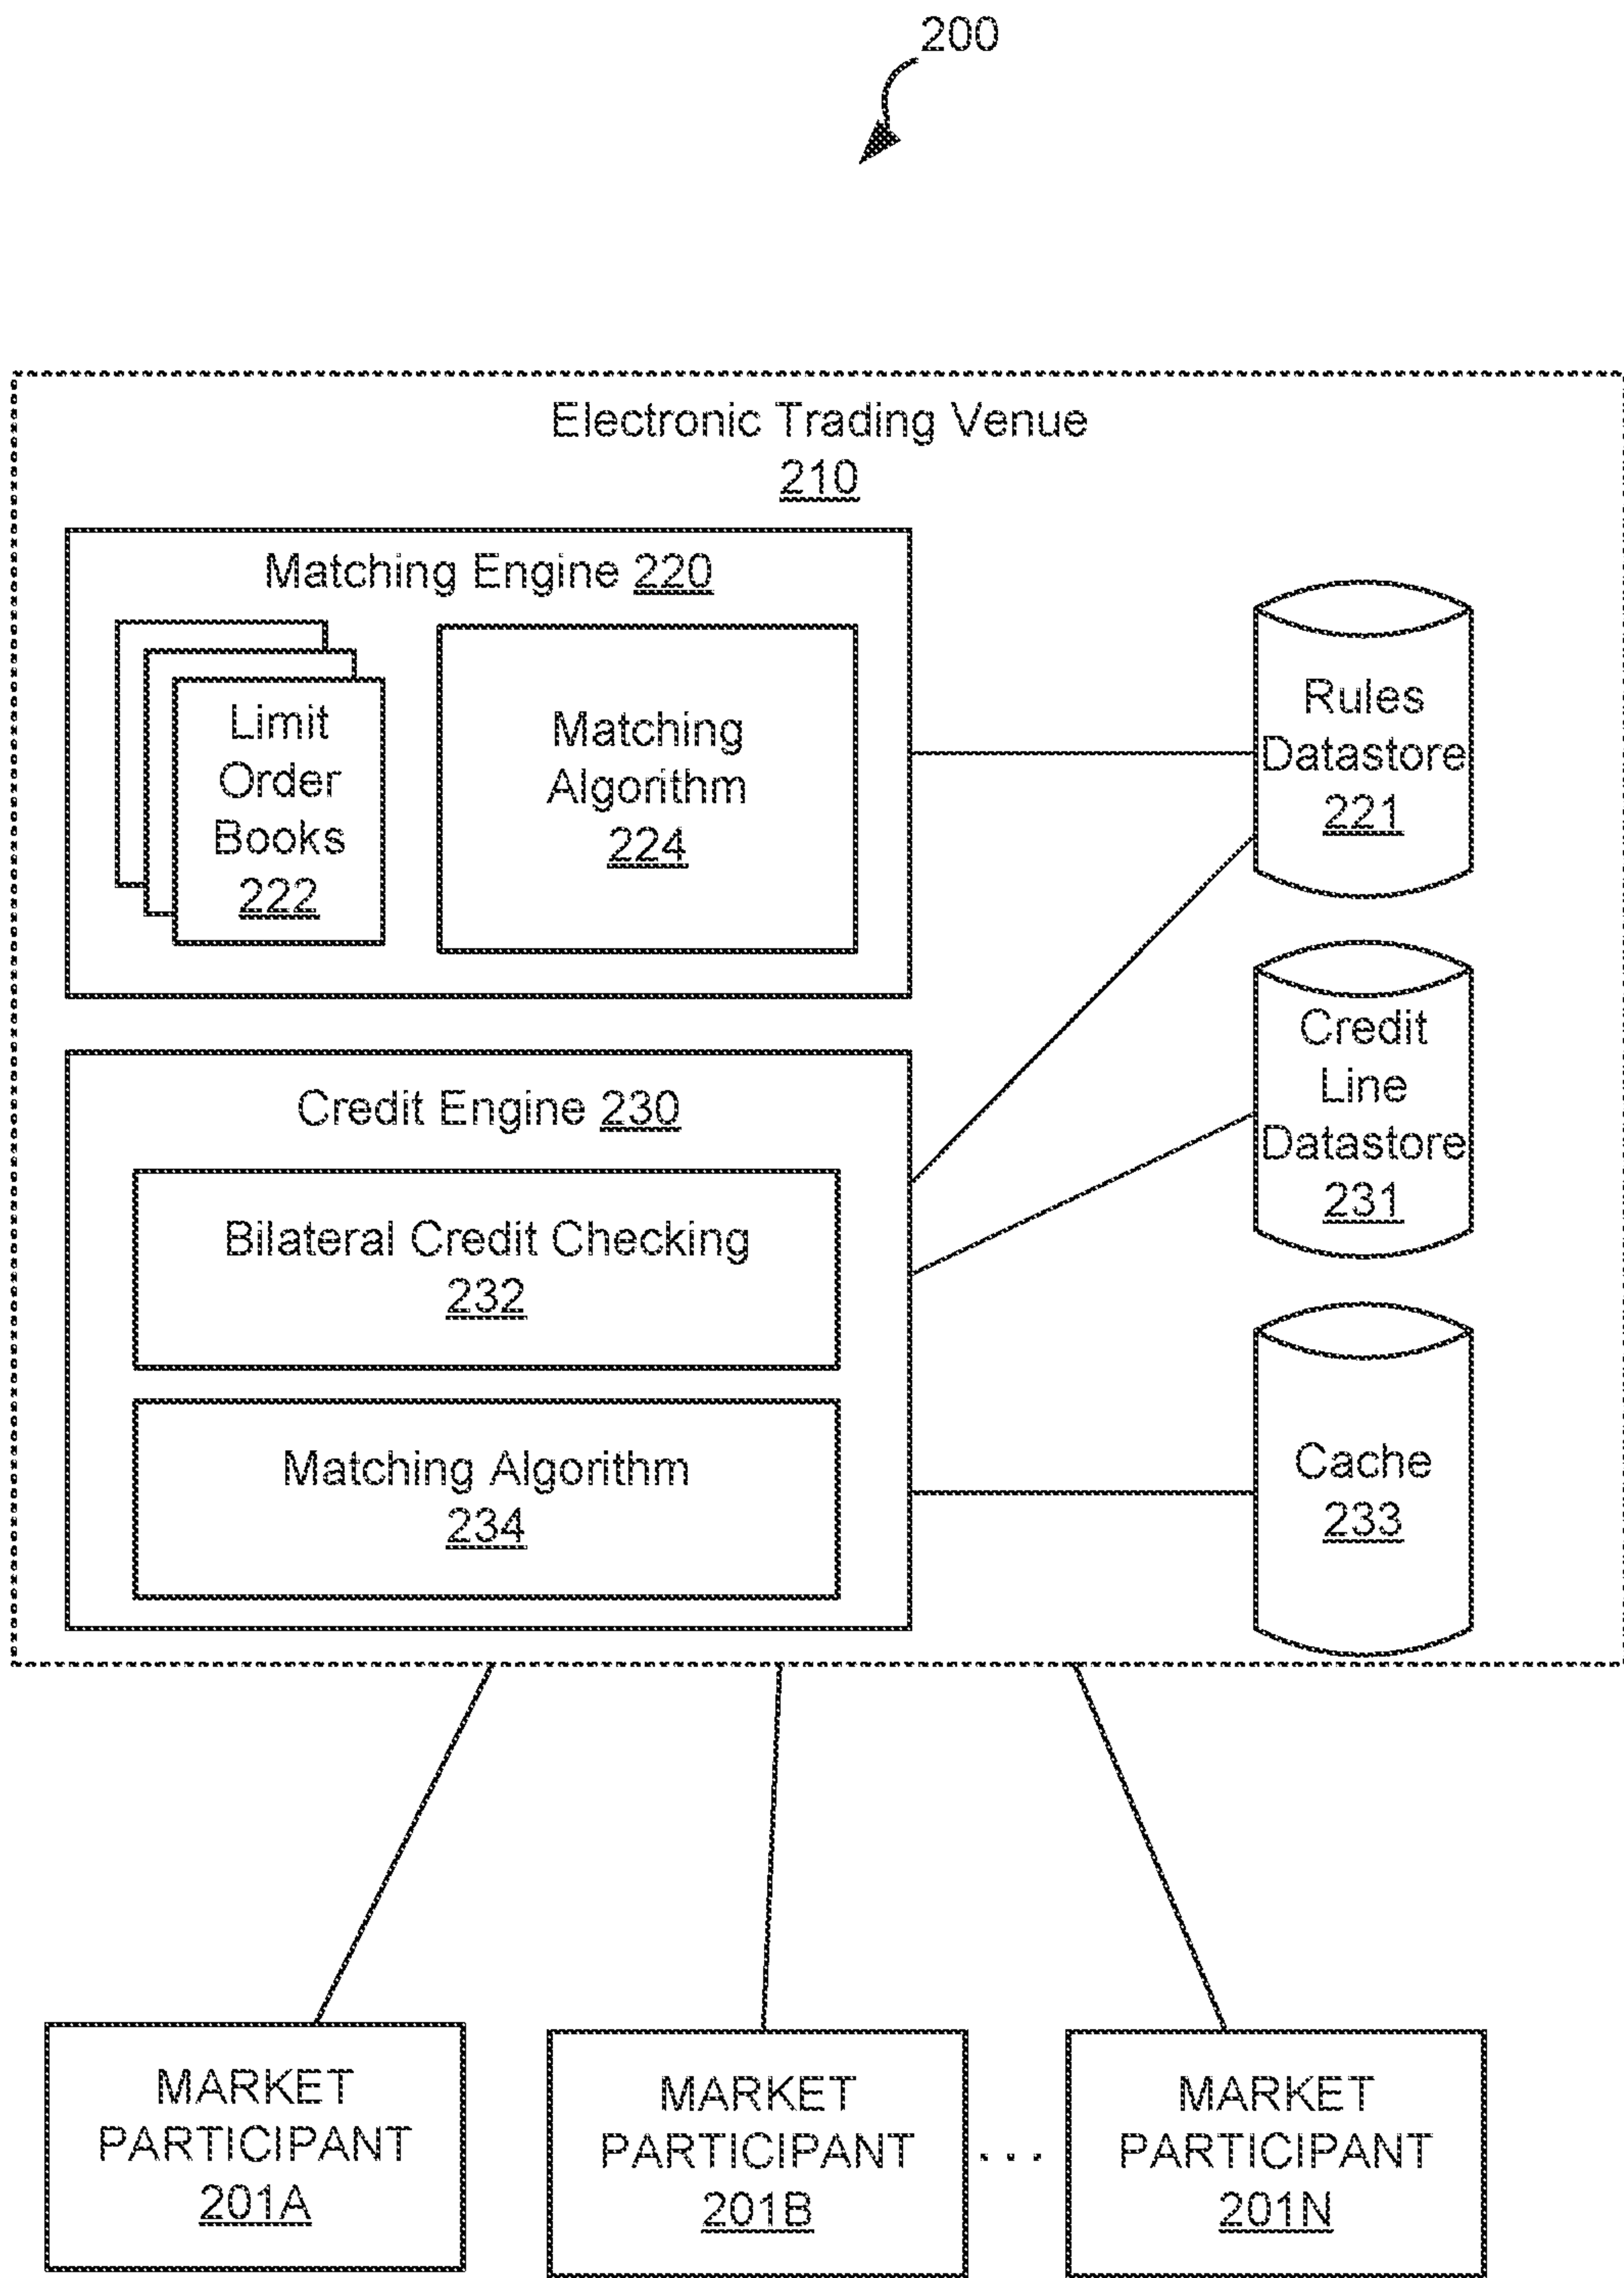 200
Electronic Trading Venue
210
Matching Engine 220
Limit
Order
Books
222
Matching
Algorithm
224
Rules
Datastore
221
Credit
Line
Datastore
231
Credit Engine 230
Bilateral Credit Checking
232
Matching Algorithm
234
Cache
233
MARKET
PARTICIPANT
201A
MARKET
PARTICIPANT
201B
...
MARKET
PARTICIPANT
201N